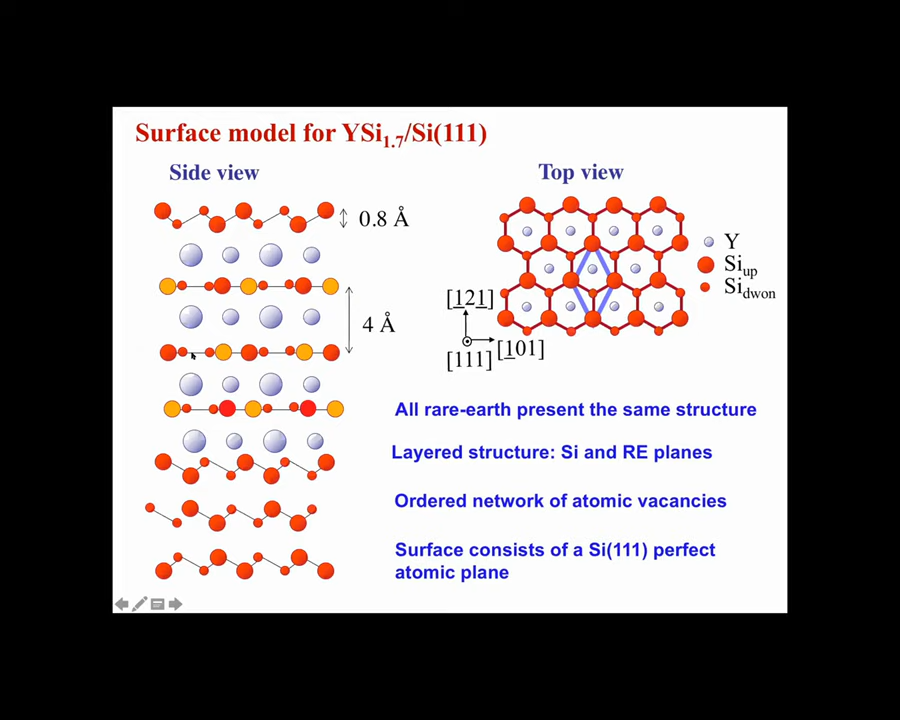 Surface model for YSi1.7/Si(111)
Side view
Top view
0.8 Å
4 Å
Y
Siup
Sidwon
[121]
[111]
[101]
All rare-earth present the same structure
Layered structure: Si and RE planes
Ordered network of atomic vacancies
Surface consists of a Si(111) perfect
atomic plane